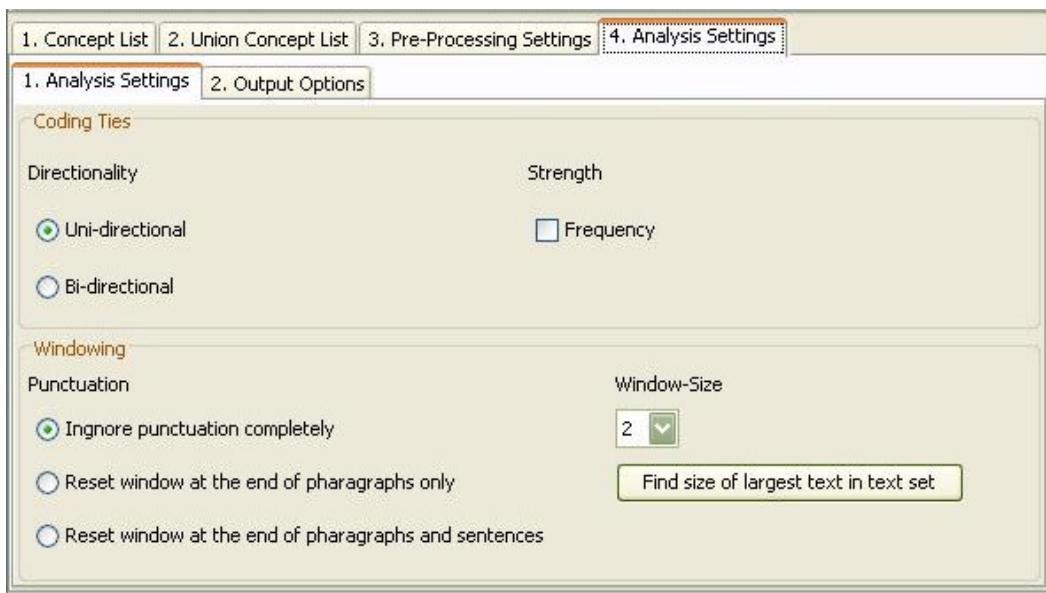 1. Concept List 2. Union Concept List 3. Pre-Processing Settings 4. Analysis Settings
1. Analysis Settings 2. Output Options
Coding Ties
Directionality Strength
Uni-directional Frequency
Bi-directional
Windowing
Punctuation Window-Size
Ingnore punctuation completely 2
Reset window at the end of pharagraphs only Find size of largest text in text set
Reset window at the end of pharagraphs and sentences